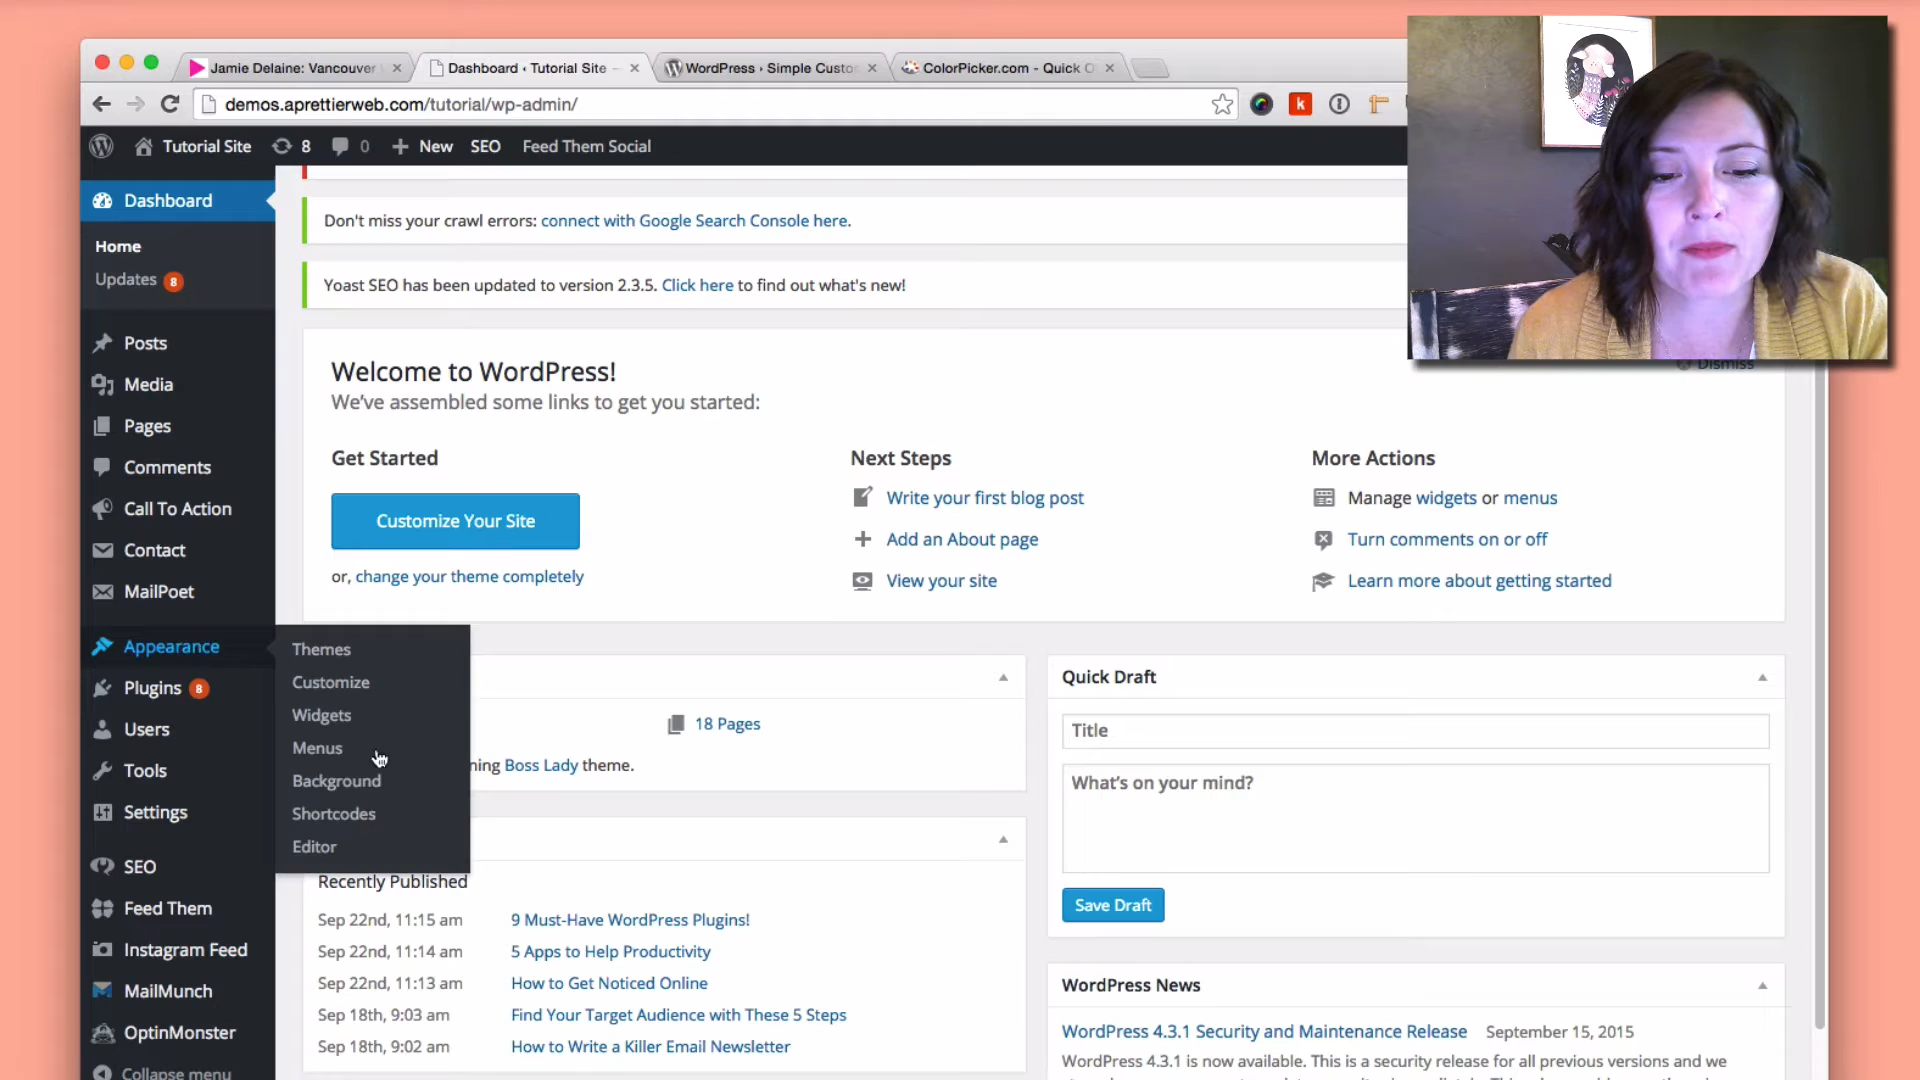 Jamie Delaine: Vancouver
Dashboard ‹ Tutorial Site –
WordPress › Simple Custo
ColorPicker.com - Quick O
demos.aprettierweb.com/tutorial/wp-admin/
k
Tutorial Site 8 0 New SEO Feed Them Social
Dashboard
Home
Updates 8
Posts
Media
Pages
Comments
Call To Action
Contact
MailPoet
Appearance
Plugins 8
Users
Tools
Settings
SEO
Feed Them
Instagram Feed
MailMunch
OptinMonster
Collapse menu
Themes
Customize
Widgets
Menus
Background
Shortcodes
Editor
Don't miss your crawl errors: connect with Google Search Console here.
Yoast SEO has been updated to version 2.3.5. Click here to find out what's new!
Dismiss
Welcome to WordPress!
We've assembled some links to get you started:
Get Started
Customize Your Site
or, change your theme completely
Next Steps
Write your first blog post
Add an About page
View your site
More Actions
Manage widgets or menus
Turn comments on or off
Learn more about getting started
18 Pages
ning Boss Lady theme.
Recently Published
Sep 22nd, 11:15 am 9 Must-Have WordPress Plugins!
Sep 22nd, 11:14 am 5 Apps to Help Productivity
Sep 22nd, 11:13 am How to Get Noticed Online
Sep 18th, 9:03 am Find Your Target Audience with These 5 Steps
Sep 18th, 9:02 am How to Write a Killer Email Newsletter
Quick Draft
Title
What's on your mind?
Save Draft
WordPress News
WordPress 4.3.1 Security and Maintenance Release September 15, 2015
WordPress 4.3.1 is now available. This is a security release for all previous versions and we